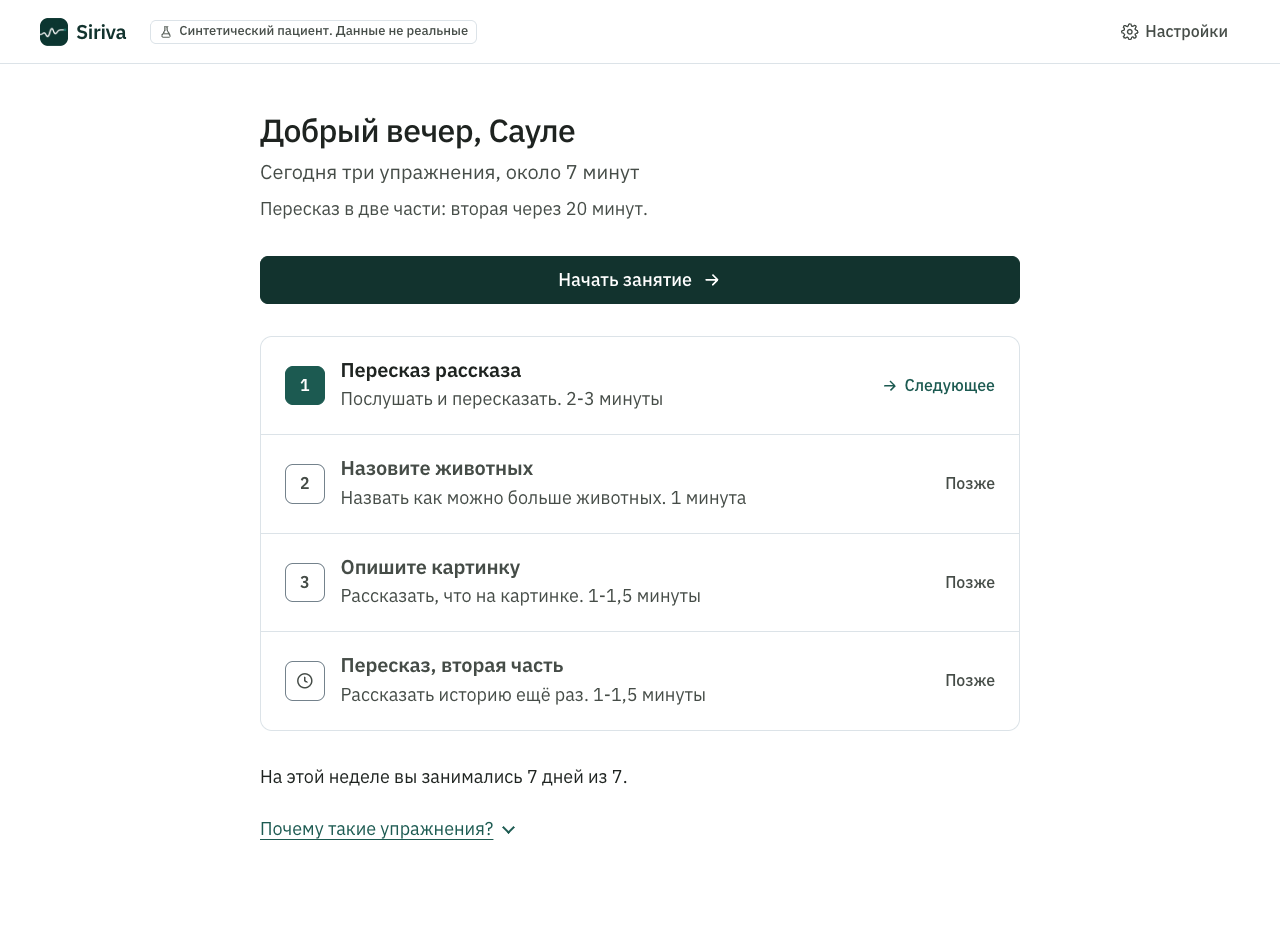 Siriva
Синтетический пациент. Данные не реальные
Настройки
Добрый вечер, Сауле
Сегодня три упражнения, около 7 минут
Пересказ в две части: вторая через 20 минут.
Начать занятие →
1
Пересказ рассказа
Послушать и пересказать. 2-3 минуты
→ Следующее
2
Назовите животных
Назвать как можно больше животных. 1 минута
Позже
3
Опишите картинку
Рассказать, что на картинке. 1-1,5 минуты
Позже
Пересказ, вторая часть
Рассказать историю ещё раз. 1-1,5 минуты
Позже
На этой неделе вы занимались 7 дней из 7.
Почему такие упражнения?